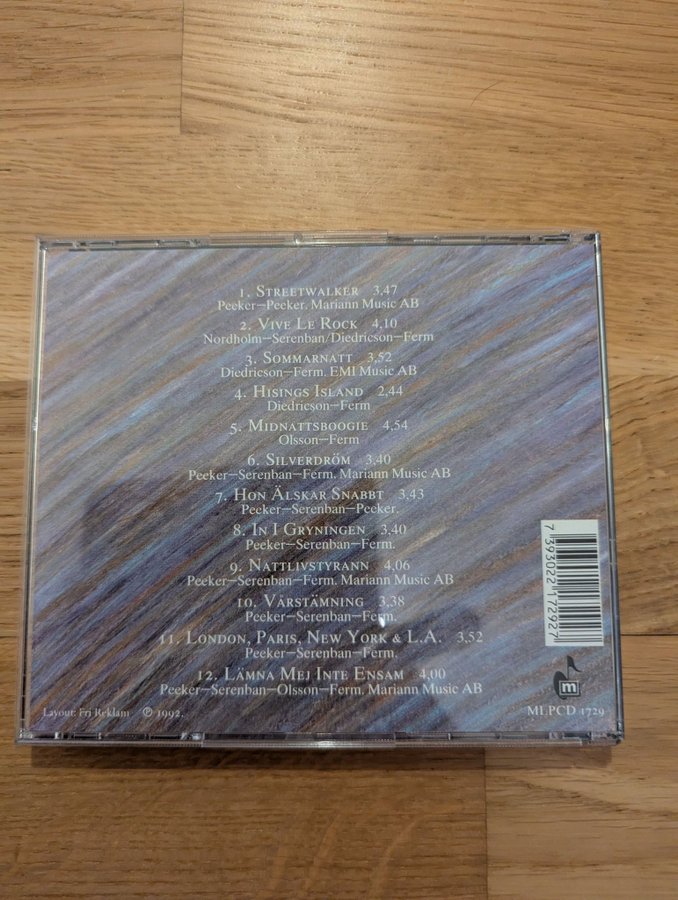 1. Streetwalker 3,47
Peeker–Peeker. Mariann Music AB
2. Vive Le Rock 4,10
Nordholm–Serenban/Diedricson–Ferm
3. Sommarnatt 3,52
Diedricson–Ferm. EMI Music AB
4. Hisings Island 2,44
Diedricson–Ferm
5. Midnattsboogie 4,54
Olsson–Ferm
6. Silverdröm 3,40
Peeker–Serenban–Ferm. Mariann Music AB
7. Hon Älskar Snabbt 3,43
Peeker–Serenban–Peeker.
8. In I Gryningen 3,40
Peeker–Serenban–Ferm.
9. Nattlivstyrann 4,06
Peeker–Serenban–Ferm. Mariann Music AB
10. Vårstämning 3,38
Peeker–Serenban–Ferm.
11. London, Paris, New York & L.A. 3,52
Peeker–Serenban–Ferm.
12. Lämna Mej Inte Ensam 4,00
Peeker–Serenban–Olsson–Ferm. Mariann Music AB
7 393022 172927
m
Layout: Fri Reklam ℗ 1992.
MLPCD 1729